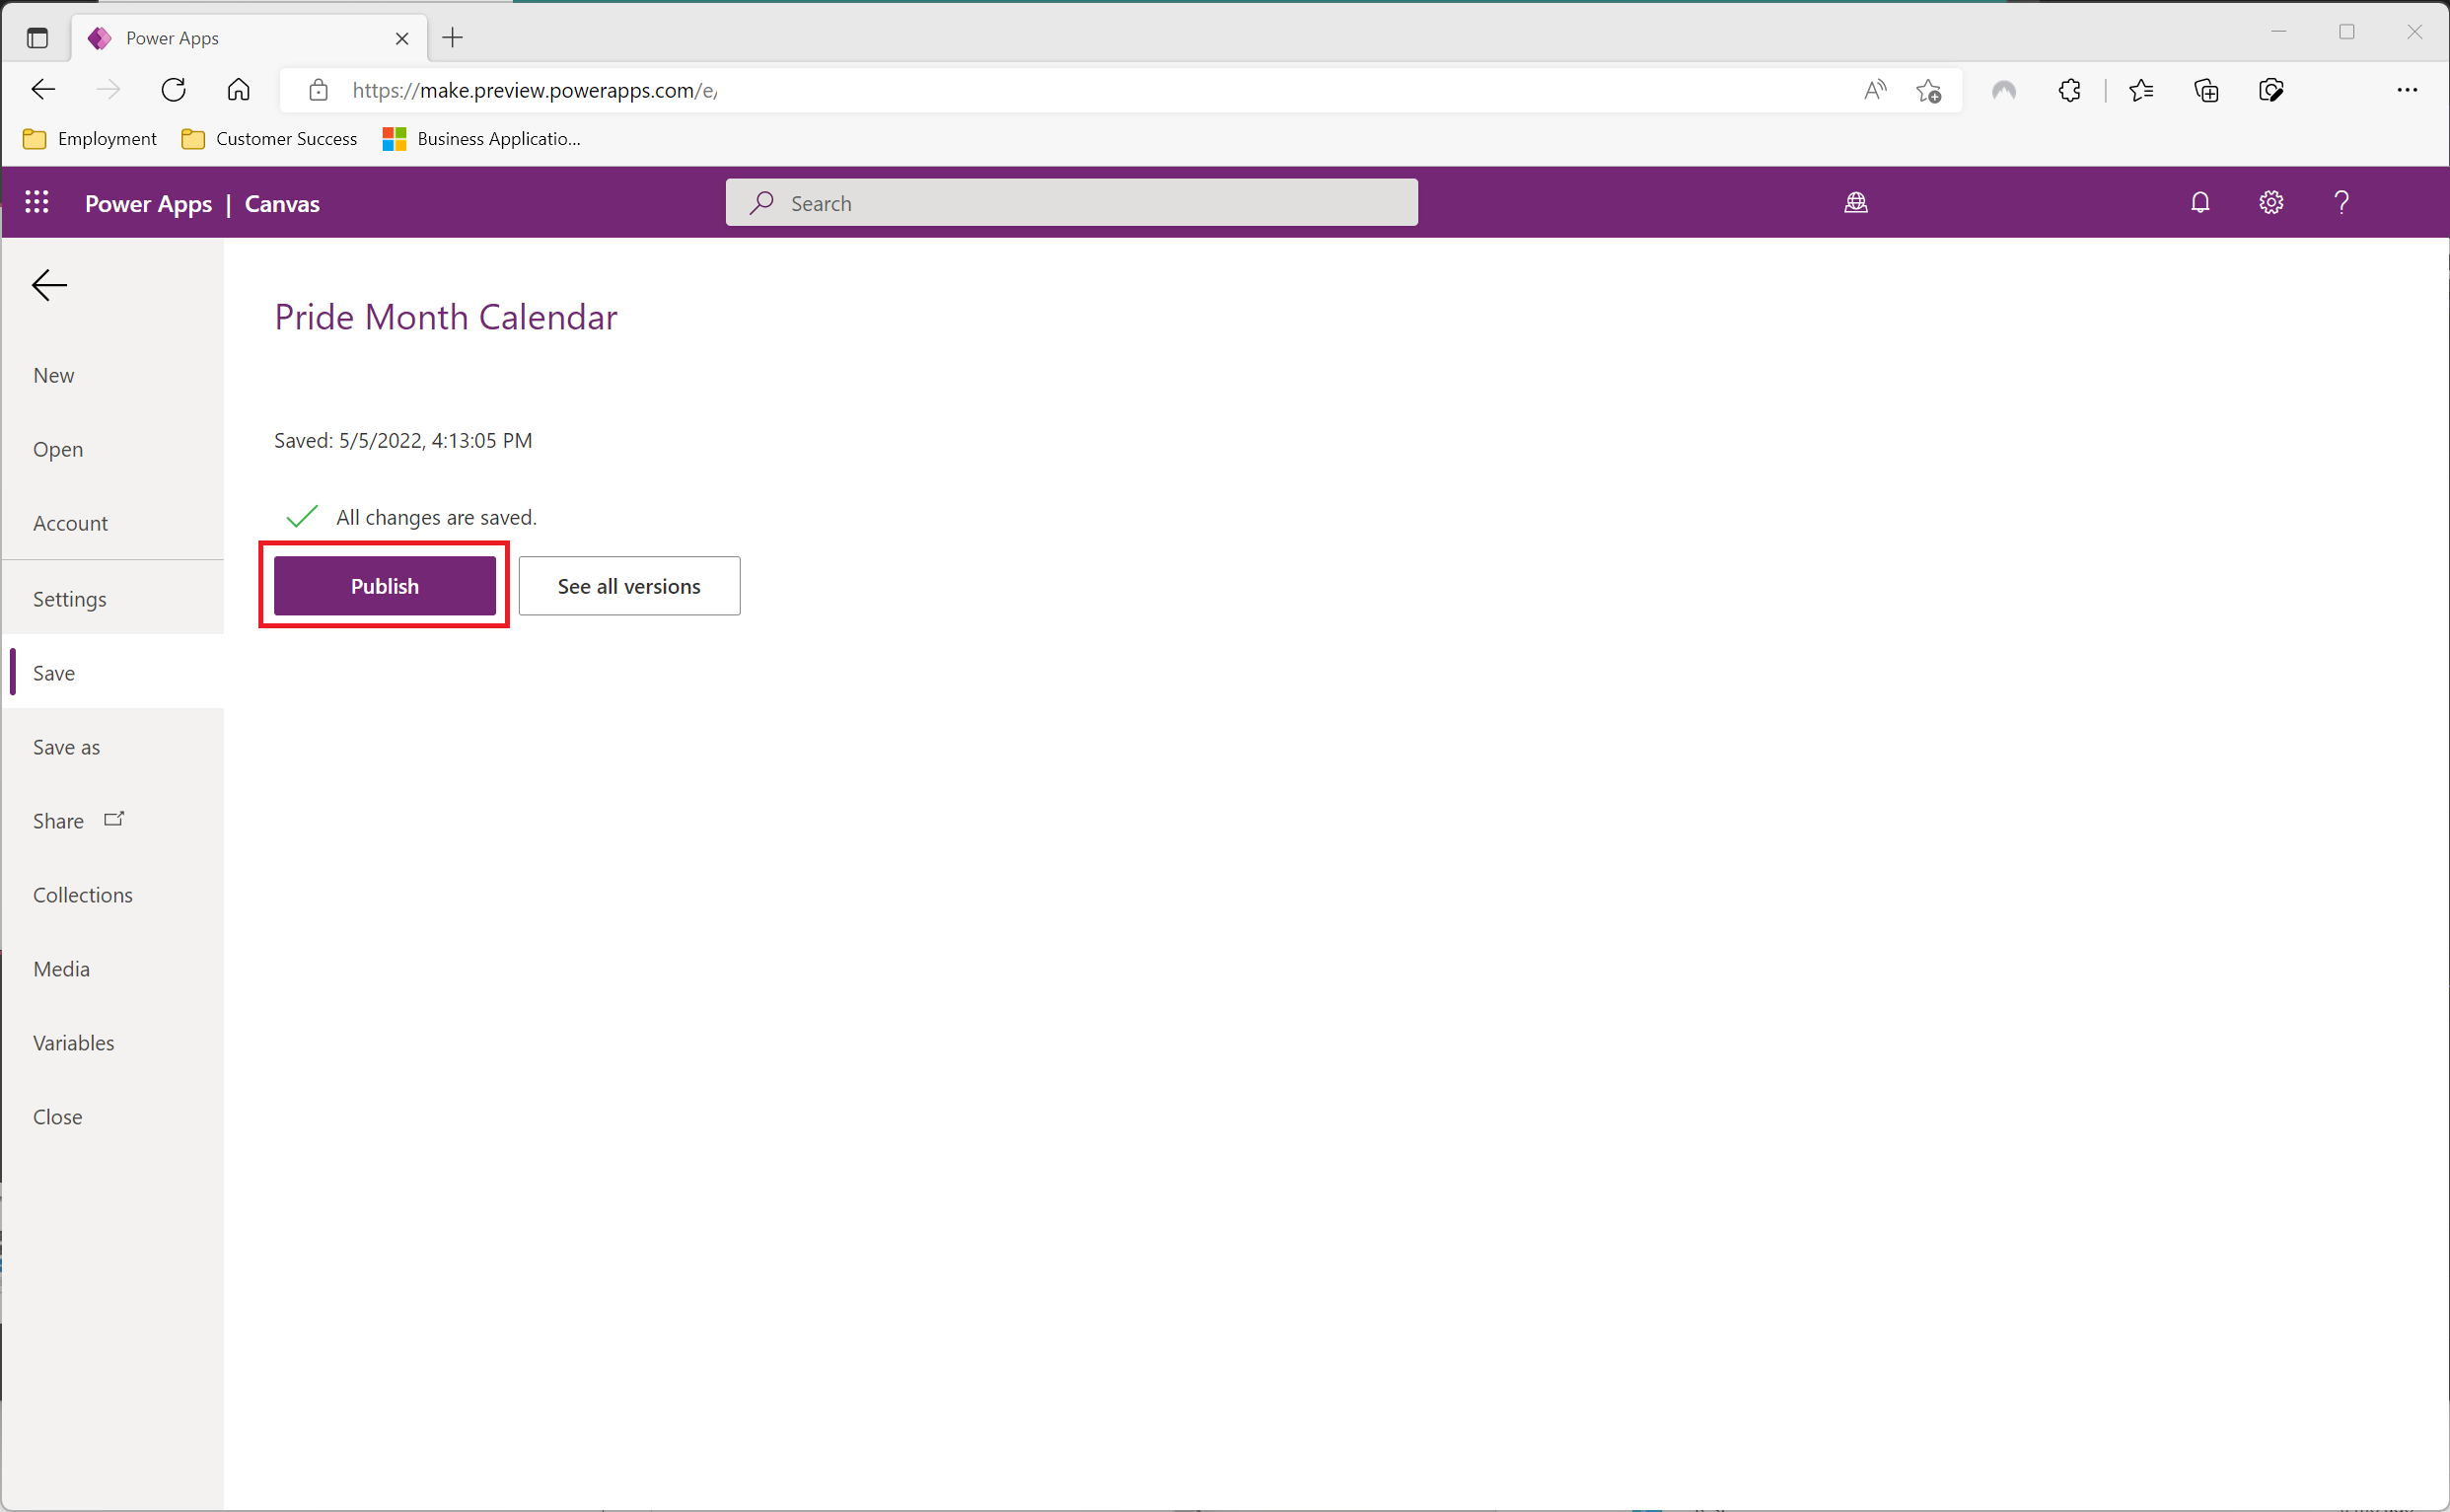 Power Apps
https://make.preview.powerapps.com/e/
Employment
Customer Success
Business Applicatio...
Power Apps | Canvas
Search
Pride Month Calendar
New
Saved: 5/5/2022, 4:13:05 PM
Open
All changes are saved.
Account
Publish
See all versions
Settings
Save
Save as
Share
Collections
Media
Variables
Close